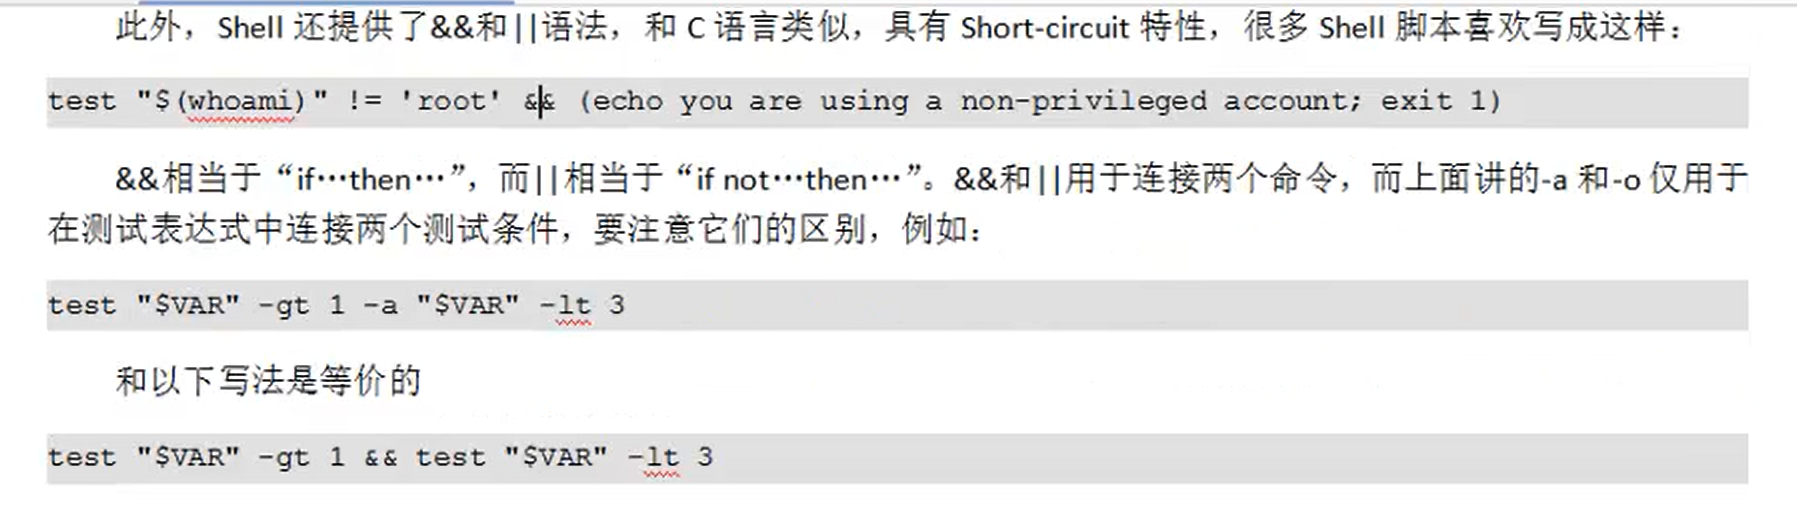 此外，Shell 还提供了&&和||语法，和 C 语言类似，具有 Short-circuit 特性，很多 Shell 脚本喜欢写成这样：
test "$(whoami)" != 'root' && (echo you are using a non-privileged account; exit 1)
&&相当于“if…then…”，而||相当于“if not…then…”。&&和||用于连接两个命令，而上面讲的-a 和-o 仅用于
在测试表达式中连接两个测试条件，要注意它们的区别，例如：
test "$VAR" -gt 1 -a "$VAR" -lt 3
和以下写法是等价的
test "$VAR" -gt 1 && test "$VAR" -lt 3